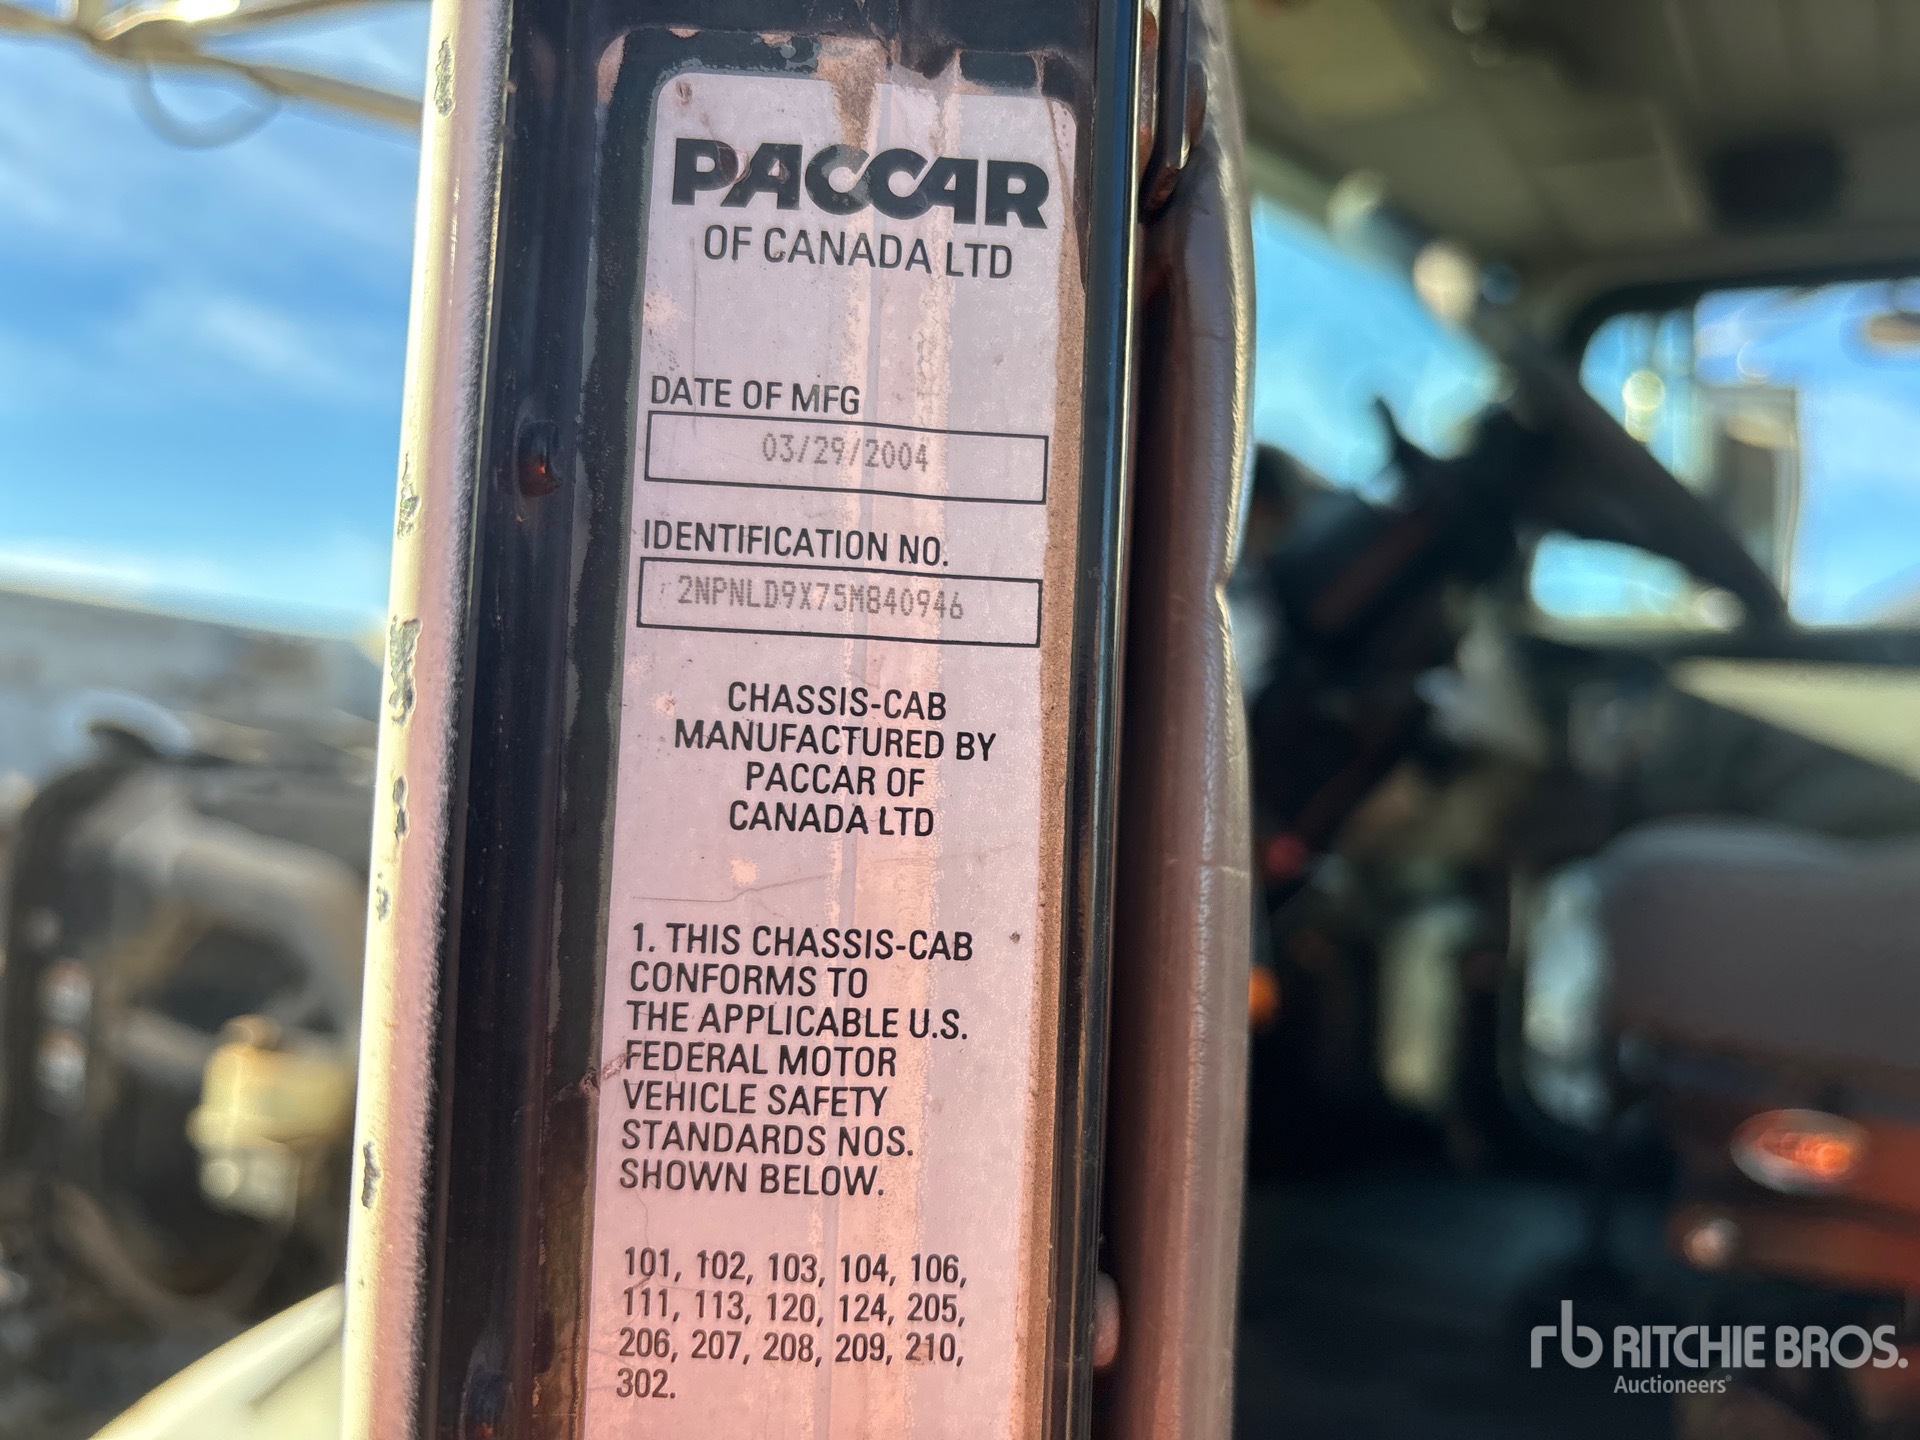 PACCAR
OF CANADA LTD
DATE OF MFG
03/29/2004
IDENTIFICATION NO.
2NPNLD9X75M840946
CHASSIS-CAB
MANUFACTURED BY
PACCAR OF
CANADA LTD
1. THIS CHASSIS-CAB
CONFORMS TO
THE APPLICABLE U.S.
FEDERAL MOTOR
VEHICLE SAFETY
STANDARDS NOS.
SHOWN BELOW.
101, 102, 103, 104, 106,
111, 113, 120, 124, 205,
206, 207, 208, 209, 210,
302.
rb RITCHIE BROS.
Auctioneers®